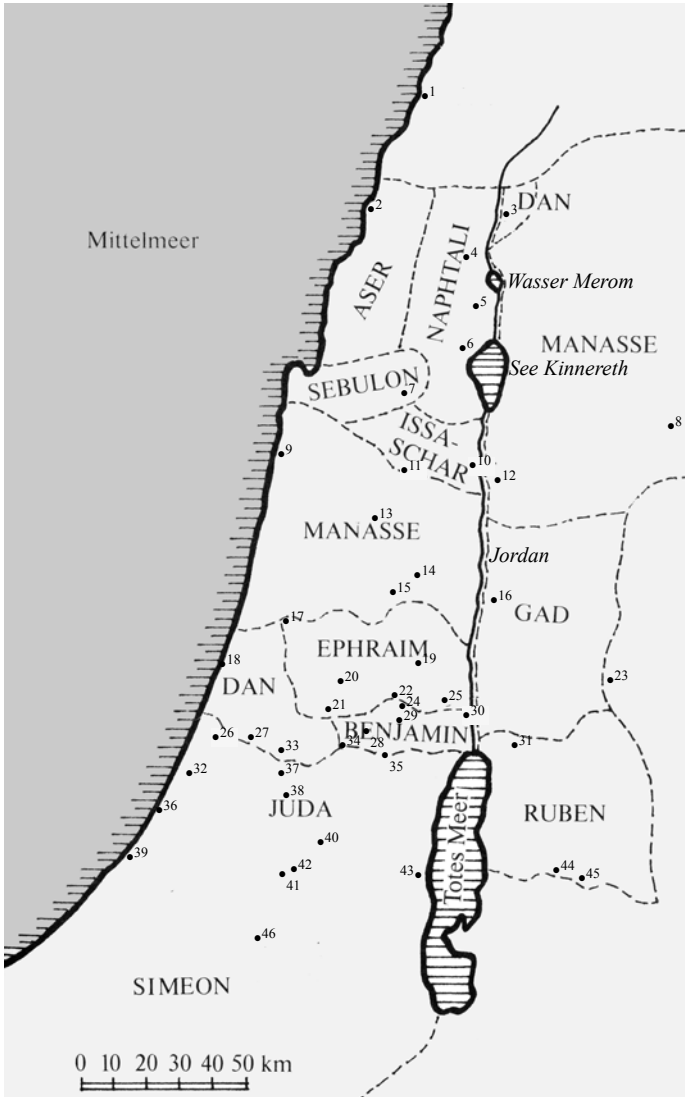 1
2
3
DAN
Mittelmeer
4
NAPHTALI
ASER
Wasser Merom
5
6
MANASSE
See Kinnereth
SEBULON
7
ISSA-
SCHAR
8
9
10
11
12
13
MANASSE
14
Jordan
15
16
GAD
17
EPHRAIM
18
19
20
DAN
21
22
23
24
25
26
27
BENJAMIN
28
29
30
31
32
33
34
35
36
37
38
JUDA
RUBEN
Totes Meer
39
40
41
42
43
44
45
46
SIMEON
0 10 20 30 40 50 km